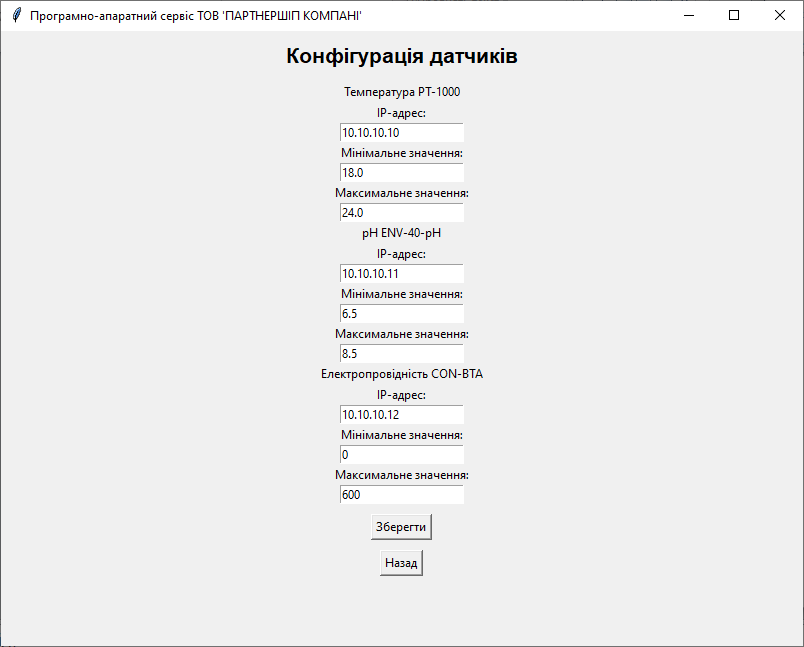 Програмно-апаратний сервіс ТОВ 'ПАРТНЕРШІП КОМПАНІ'
Конфігурація датчиків
Температура PT-1000
IP-адрес:
10.10.10.10
Мінімальне значення:
18.0
Максимальне значення:
24.0
pH ENV-40-pH
IP-адрес:
10.10.10.11
Мінімальне значення:
6.5
Максимальне значення:
8.5
Електропровідність CON-BTA
IP-адрес:
10.10.10.12
Мінімальне значення:
0
Максимальне значення:
600
Зберегти
Назад